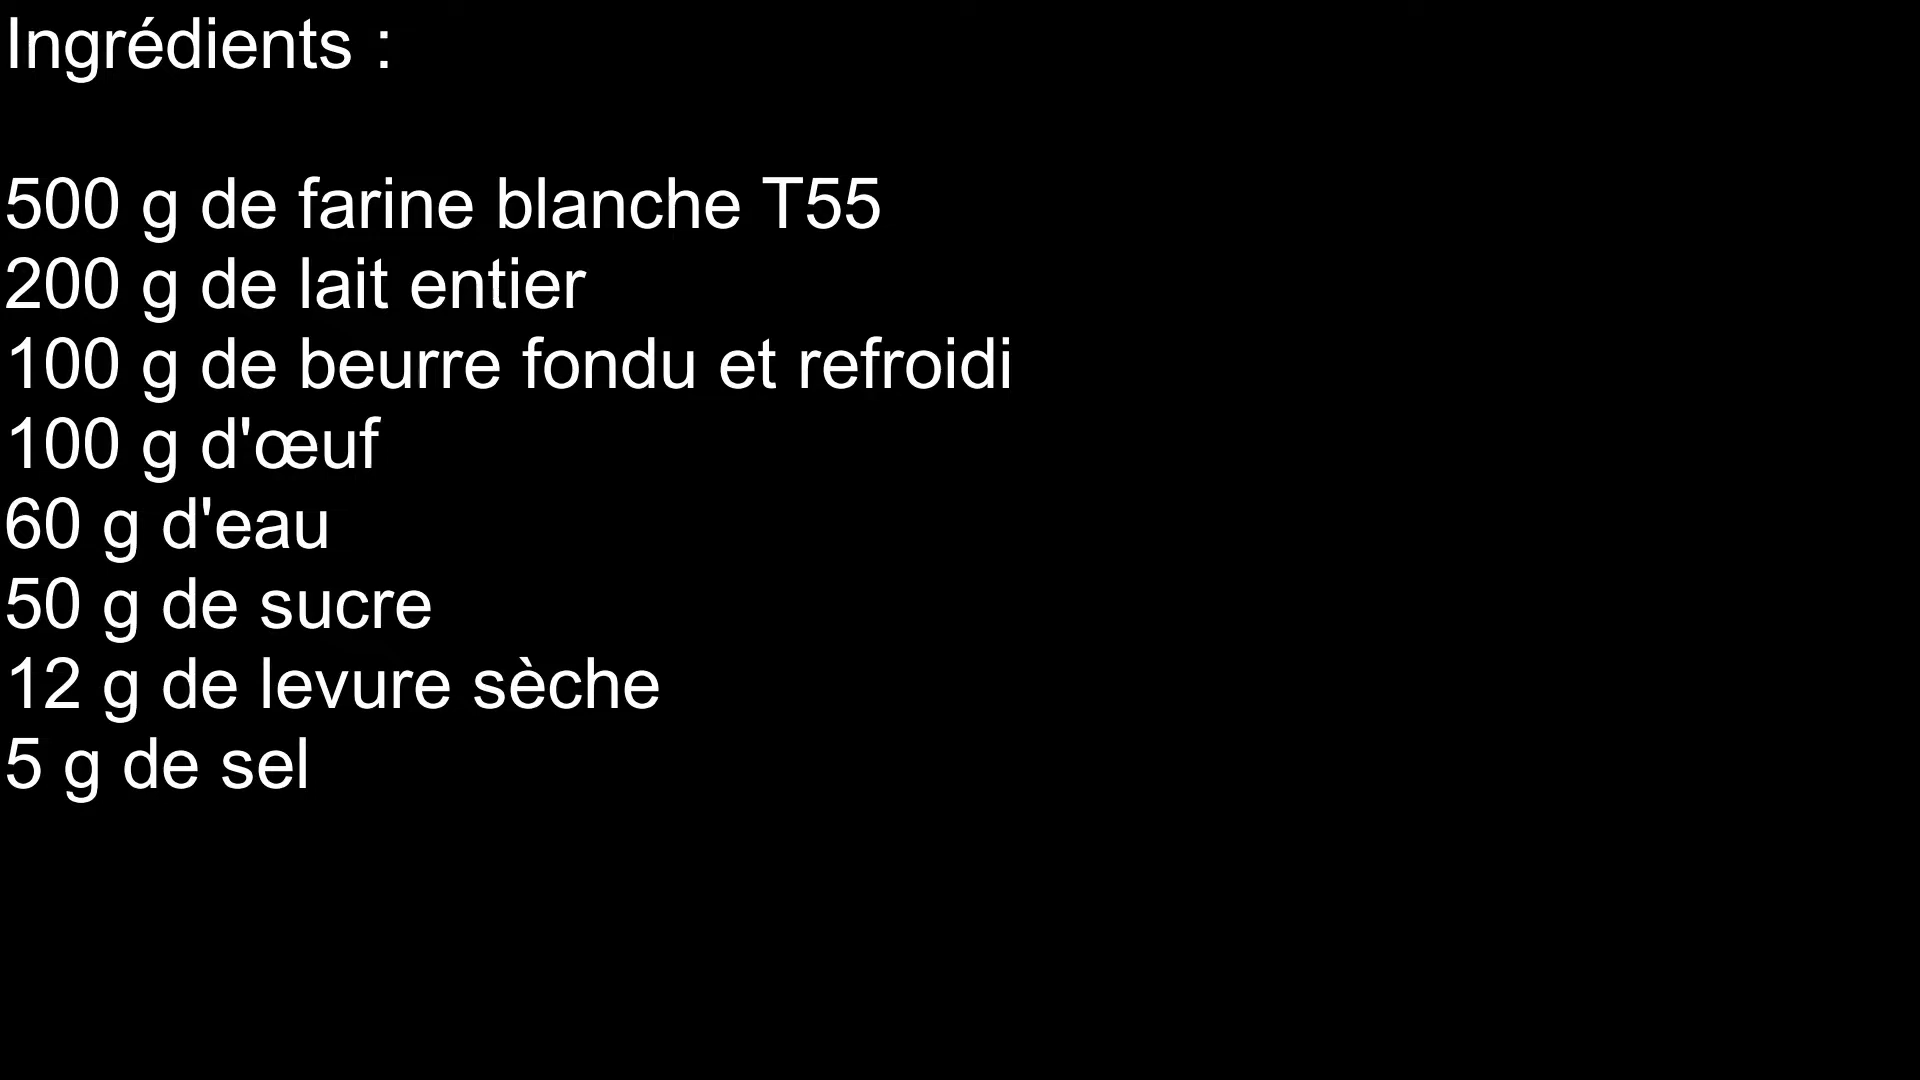 Ingrédients :
500 g de farine blanche T55
200 g de lait entier
100 g de beurre fondu et refroidi
100 g d'œuf
60 g d'eau
50 g de sucre
12 g de levure sèche
5 g de sel